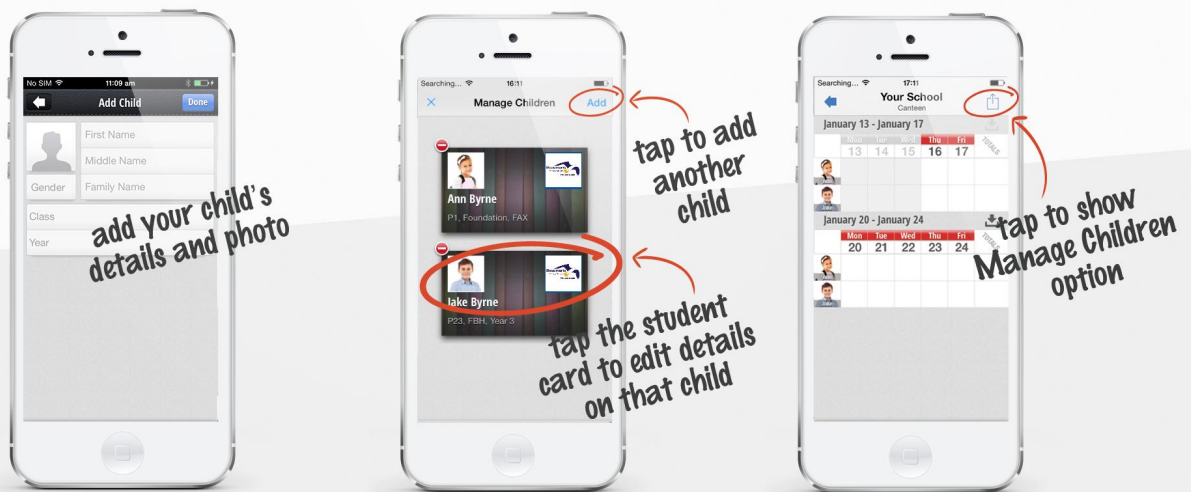 No SIM 11:09 am
Add Child Done
First Name
Middle Name
Gender Family Name
Class
Year
add your child's
details and photo
Searching... 16:11
Manage Children Add
Ann Byrne
P1, Foundation, FAX
Jake Byrne
P23, FBH, Year 3
tap to add
another
child
tap the student
card to edit details
on that child
Searching... 17:11
Your School
Canteen
January 13 - January 17
Mon Tue Wed Thu Fri TOTALS
13 14 15 16 17
Jake
January 20 - January 24
Mon Tue Wed Thu Fri TOTALS
20 21 22 23 24
Jake
tap to show
Manage Children
option